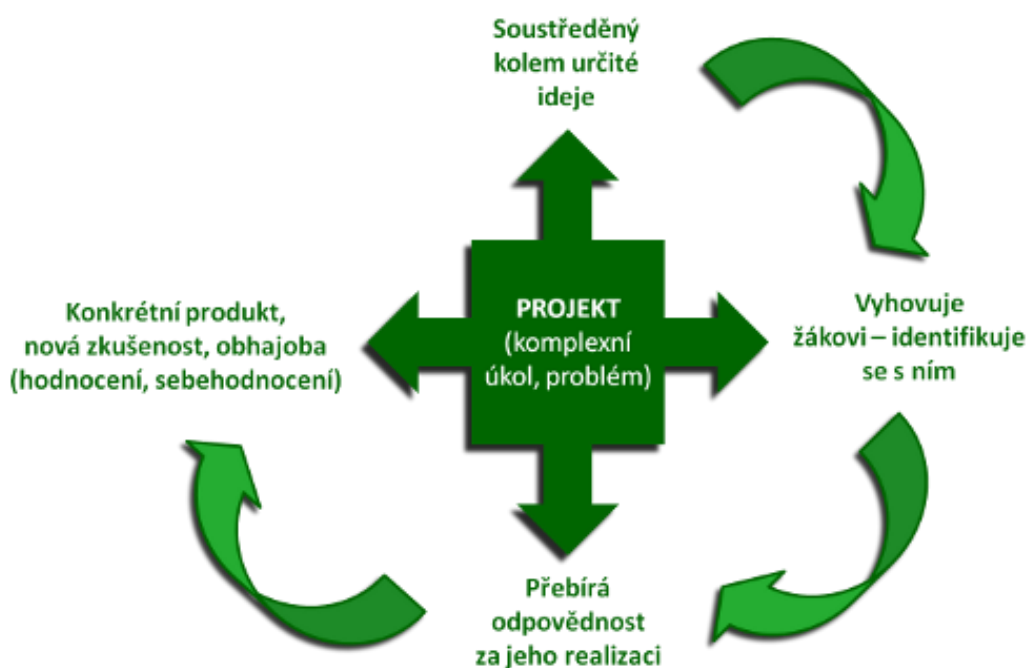 Soustředěný
kolem určité
ideje
PROJEKT
(komplexní
úkol, problém)
Vyhovuje
žákovi – identifikuje
se s ním
Konkrétní produkt,
nová zkušenost, obhajoba
(hodnocení, sebehodnocení)
Přebírá
odpovědnost
za jeho realizaci